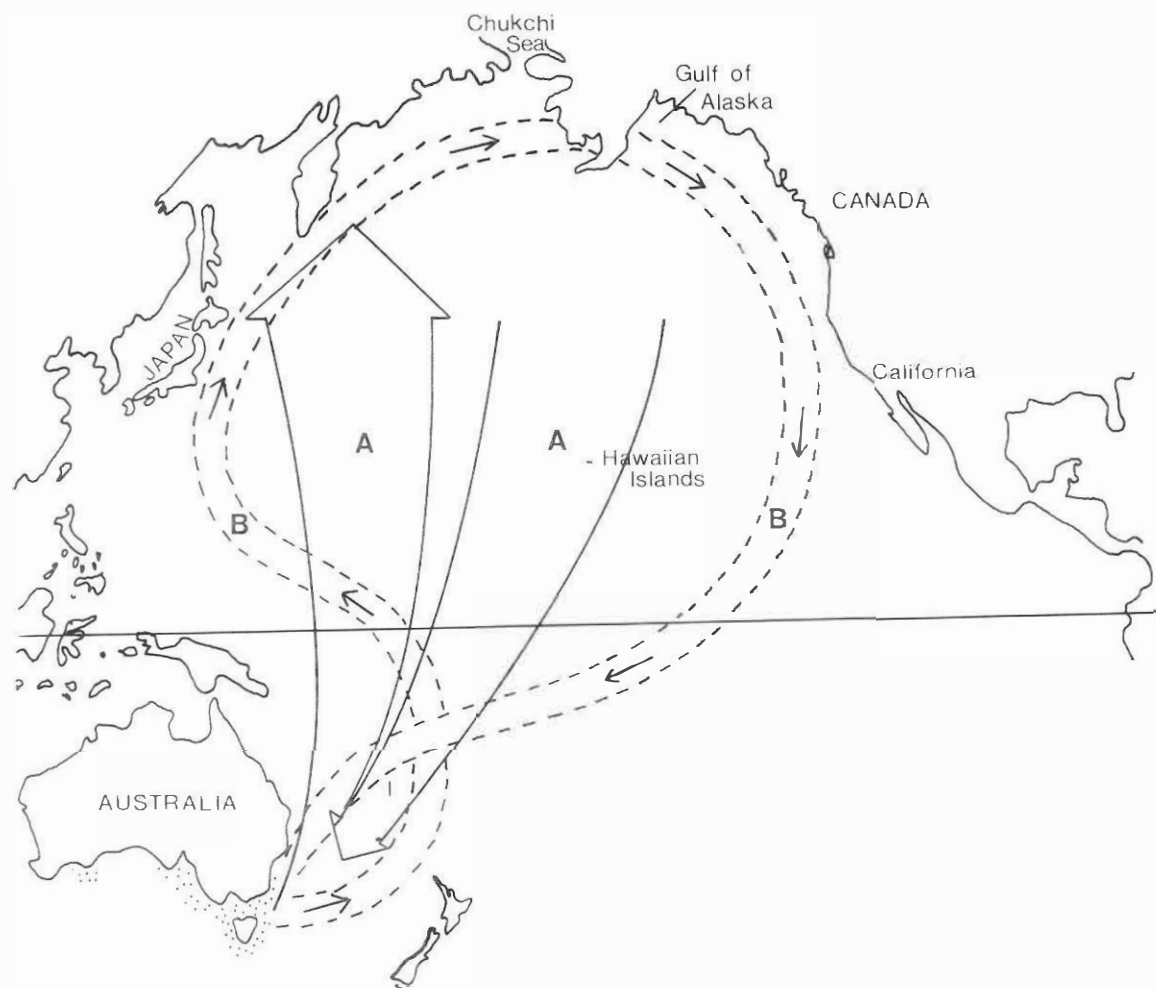 Chukchi
Sea
Gulf of
Alaska
CANADA
JAPAN
California
A
A
Hawaiian
Islands
B
B
AUSTRALIA